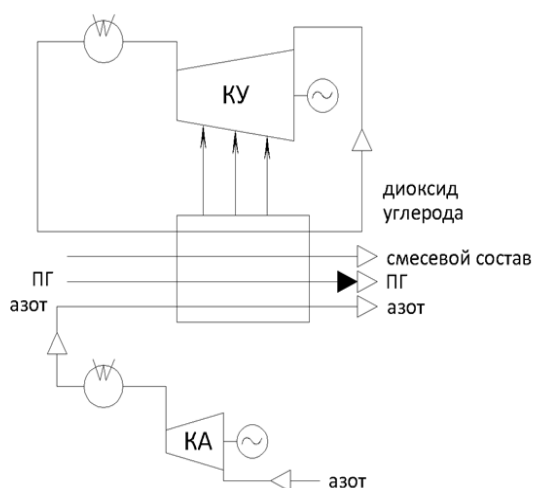 КУ
диоксид
углерода
смесевой состав
ПГ
ПГ
азот
азот
КА
азот